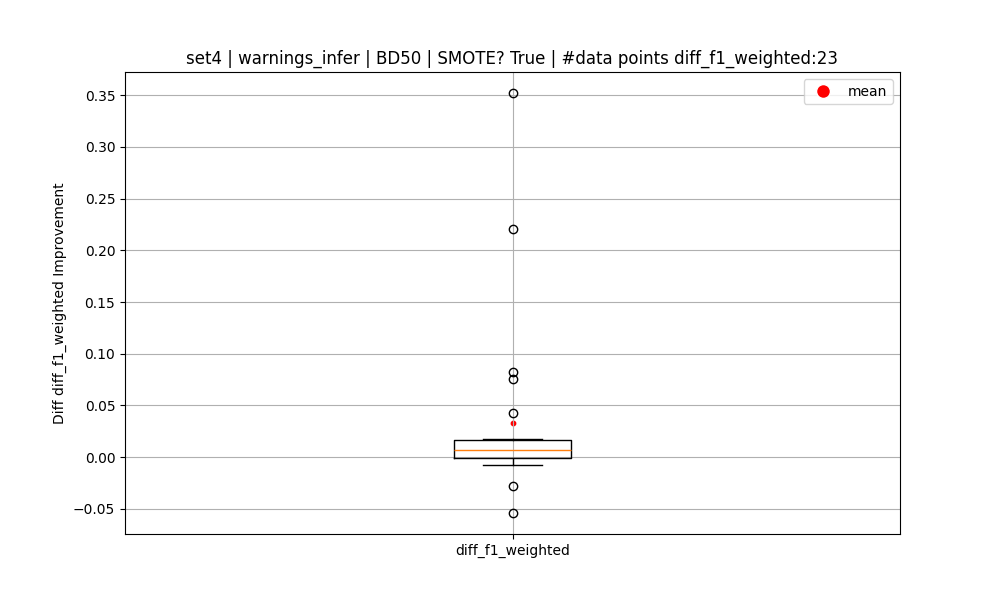 set4 | warnings_infer | BD50 | SMOTE? True | #data points diff_f1_weighted:23
mean
Diff diff_f1_weighted Improvement
0.35
0.30
0.25
0.20
0.15
0.10
0.05
0.00
−0.05
diff_f1_weighted